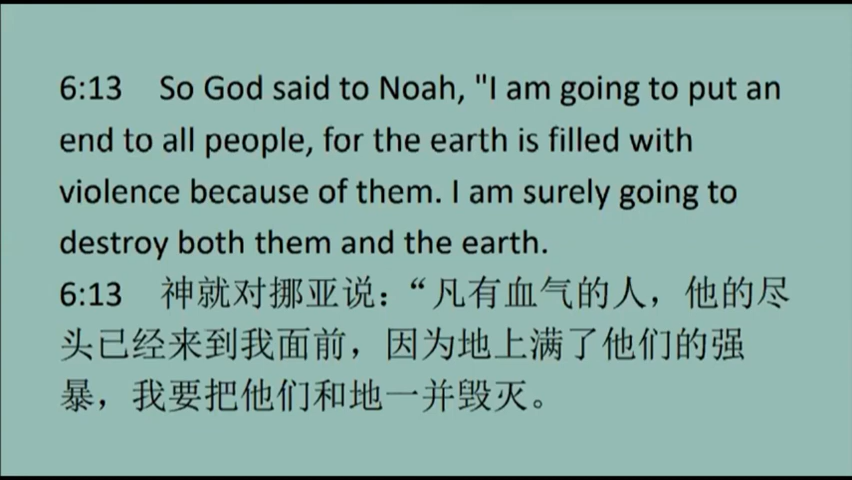 6:13 So God said to Noah, "I am going to put an
end to all people, for the earth is filled with
violence because of them. I am surely going to
destroy both them and the earth.
6:13 神就对挪亚说：“凡有血气的人，他的尽
头已经来到我面前，因为地上满了他们的强
暴，我要把他们和地一并毁灭。